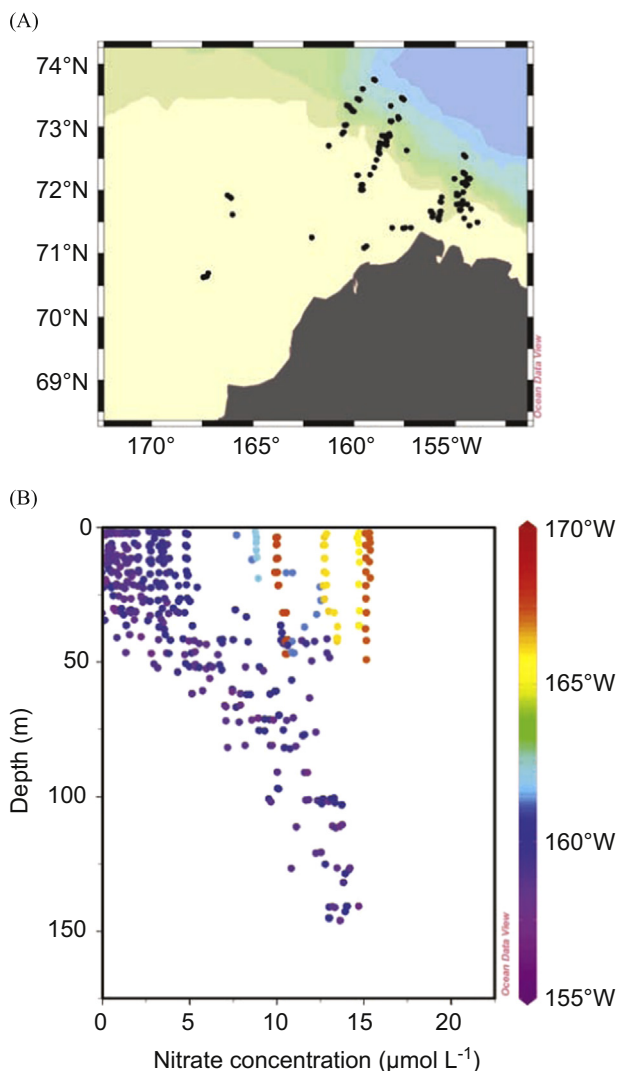 (A)
74°N
73°N
72°N
71°N
70°N
69°N
170°
165°
160°
155°W
Ocean Data View
(B)
0
50
100
150
Depth (m)
0
5
10
15
20
Nitrate concentration (µmol L⁻¹)
170°W
165°W
160°W
155°W
Ocean Data View